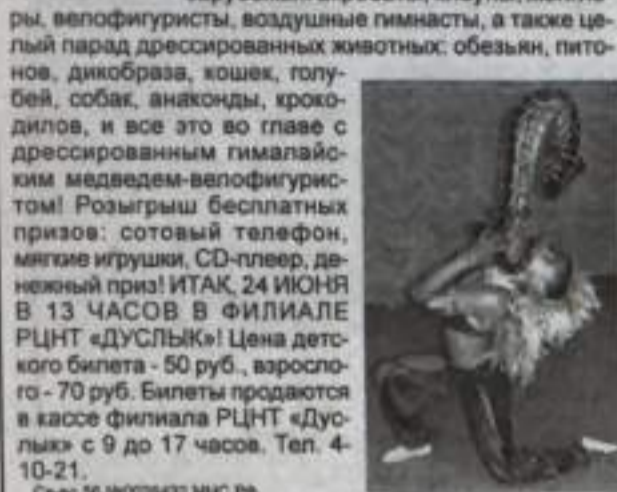 ры, велофигуристы, воздушные гимнасты, а также це-
лый парад дрессированных животных: обезьян, пито-
нов, дикобраза, кошек, голу-
бей, собак, анаконды, кроко-
дилов, и все это во главе с
дрессированным гималайс-
ким медведем-велофигурис-
том! Розыгрыш бесплатных
призов: сотовый телефон,
мягкие игрушки, CD-плеер, де-
нежный приз! ИТАК, 24 ИЮНЯ
В 13 ЧАСОВ В ФИЛИАЛЕ
РЦНТ «ДУСЛЫК»! Цена детс-
кого билета - 50 руб., взросло-
го - 70 руб. Билеты продаются
в кассе филиала РЦНТ «Дус-
лык» с 9 до 17 часов. Тел. 4-
10-21.